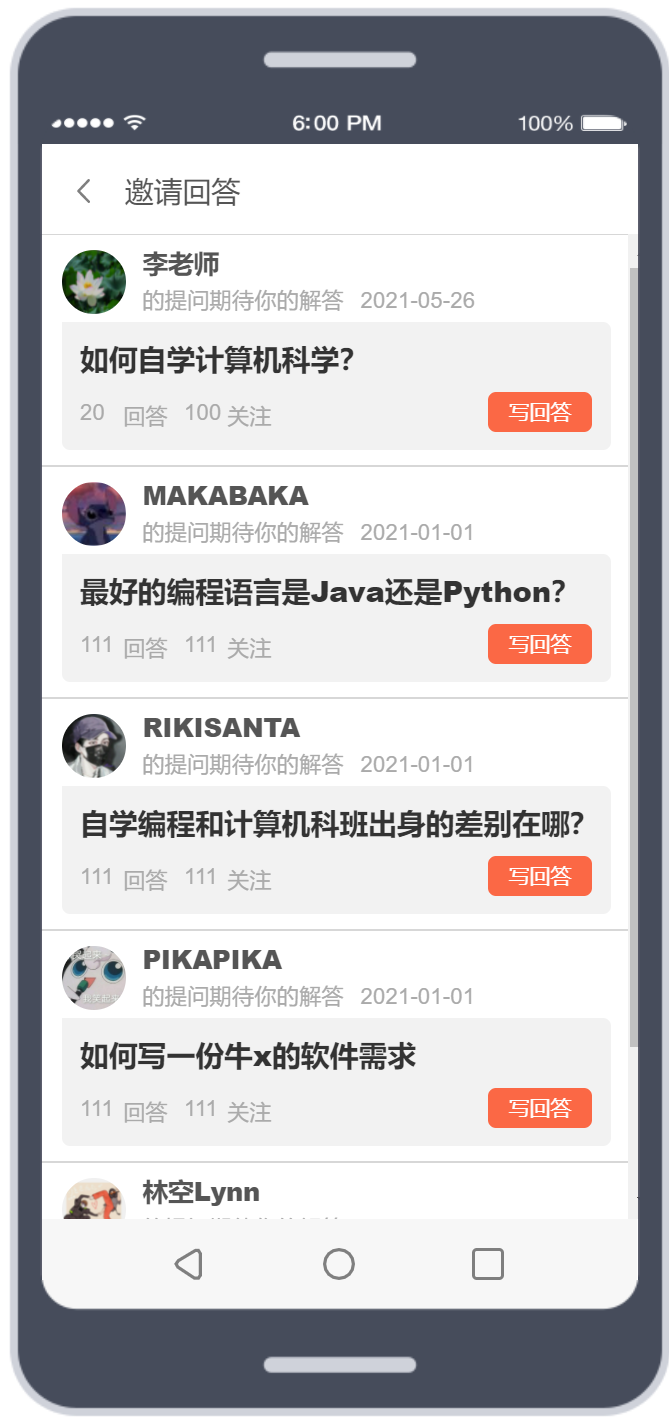 6:00 PM 100%
邀请回答
李老师
的提问期待你的解答 2021-05-26
如何自学计算机科学?
20 回答 100 关注 写回答
MAKABAKA
的提问期待你的解答 2021-01-01
最好的编程语言是Java还是Python?
111 回答 111 关注 写回答
RIKISANTA
的提问期待你的解答 2021-01-01
自学编程和计算机科班出身的差别在哪?
111 回答 111 关注 写回答
PIKAPIKA
的提问期待你的解答 2021-01-01
如何写一份牛x的软件需求
111 回答 111 关注 写回答
林空Lynn